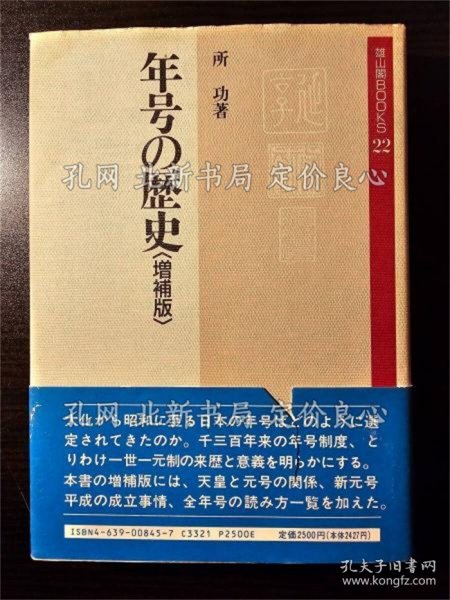 雄山閣BOOKS 22
所 功著
年号の歴史〈増補版〉
孔网 北新书局 定价良心
孔网 北新书局 定价良心
大化から昭和に至る日本の年号はどのように選
定されてきたのか。千三百年来の年号制度、と
りわけ一世一元制の来歴と意義を明らかにする。
本書の増補版には、天皇と元号の関係、新元号
平成の成立事情、全年号の読み方一覧を加えた。
ISBN4-639-00845-7 C3321 P2500E
定価2500円(本体2427円)
孔夫子旧书网
www.kongfz.com